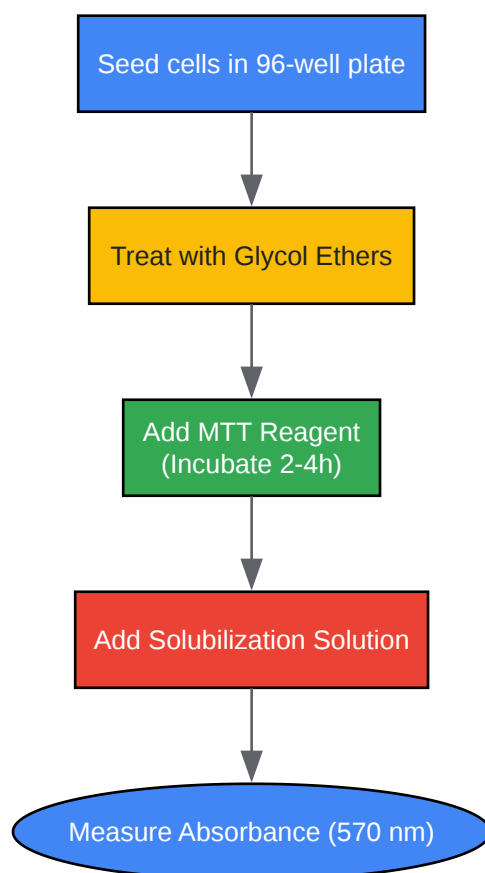 Seed cells in 96-well plate
Treat with Glycol Ethers
Add MTT Reagent
(Incubate 2-4h)
Add Solubilization Solution
Measure Absorbance (570 nm)